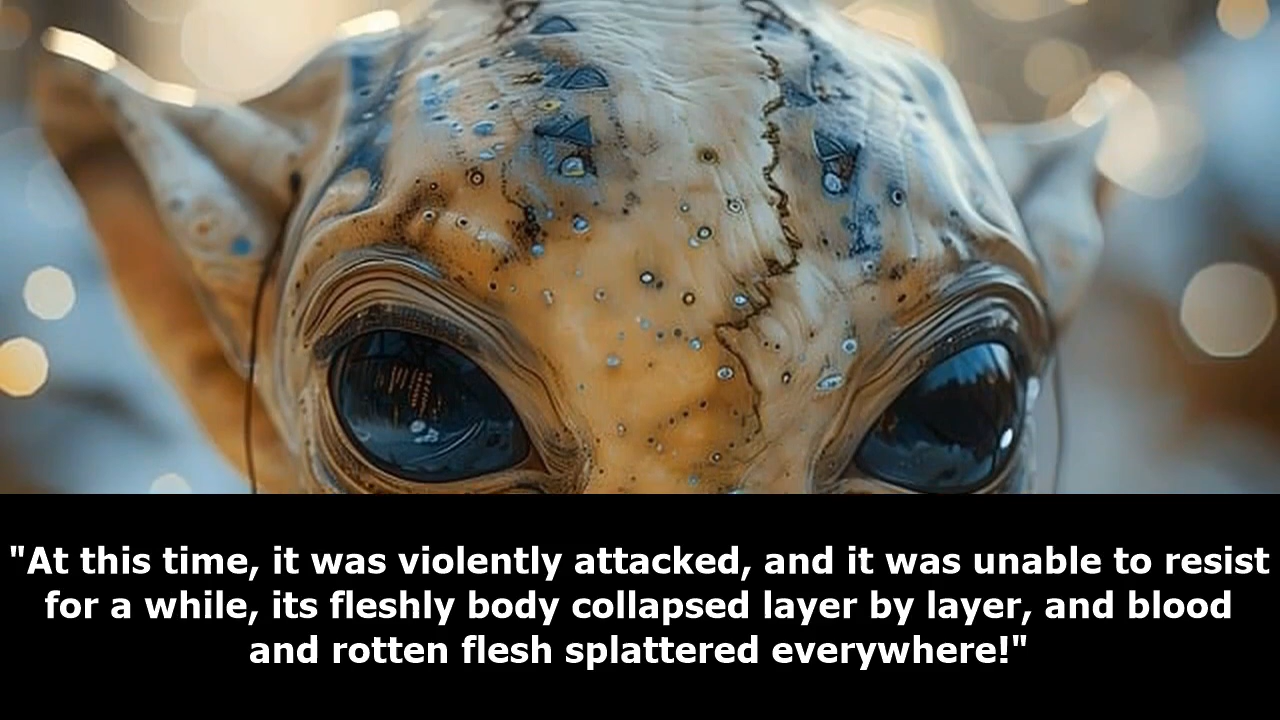 "At this time, it was violently attacked, and it was unable to resist
for a while, its fleshly body collapsed layer by layer, and blood
and rotten flesh splattered everywhere!"